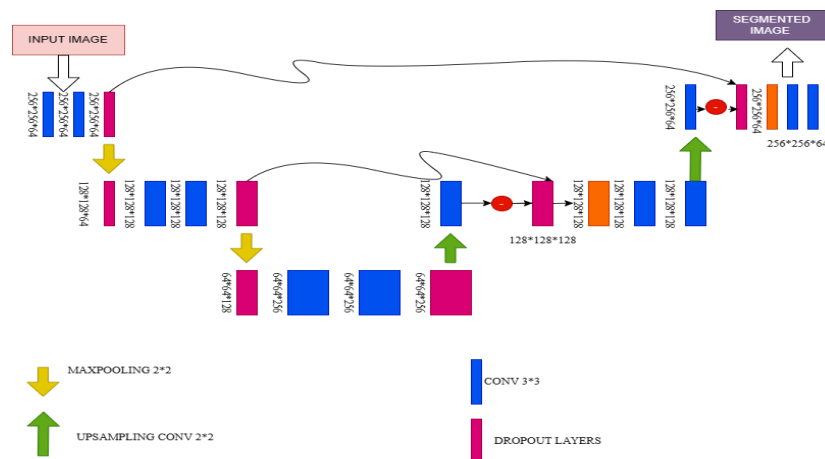 INPUT IMAGE
SEGMENTED
IMAGE
256*256*64
256*256*64
256*256*64
256*256*64
256*256*64
256*256*64
128*128*64
128*128*128
128*128*128
128*128*128
128*128*128
128*128*128
128*128*128
128*128*128
128*128*128
64*64*128
64*64*256
64*64*256
64*64*256
MAXPOOLING 2*2
CONV 3*3
UPSAMPLING CONV 2*2
DROPOUT LAYERS